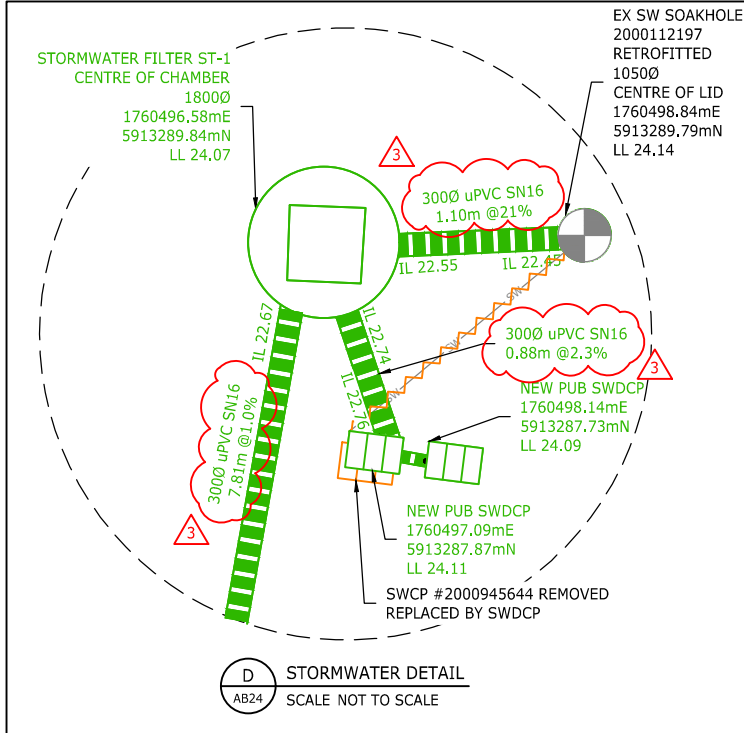 EX SW SOAKHOLE
2000112197
RETROFITTED
1050Ø
CENTRE OF LID
1760498.84mE
5913289.79mN
LL 24.14
STORMWATER FILTER ST-1
CENTRE OF CHAMBER
1800Ø
1760496.58mE
5913289.84mN
LL 24.07
3
300Ø uPVC SN16
1.10m @21%
IL 22.55
IL 22.45
IL 22.67
IL 22.74
IL 22.76
SW
SW
SW
300Ø uPVC SN16
0.88m @2.3%
3
300Ø uPVC SN16
7.81m @1.0%
3
NEW PUB SWDCP
1760498.14mE
5913287.73mN
LL 24.09
NEW PUB SWDCP
1760497.09mE
5913287.87mN
LL 24.11
SWCP #2000945644 REMOVED
REPLACED BY SWDCP
D
AB24
STORMWATER DETAIL
SCALE NOT TO SCALE